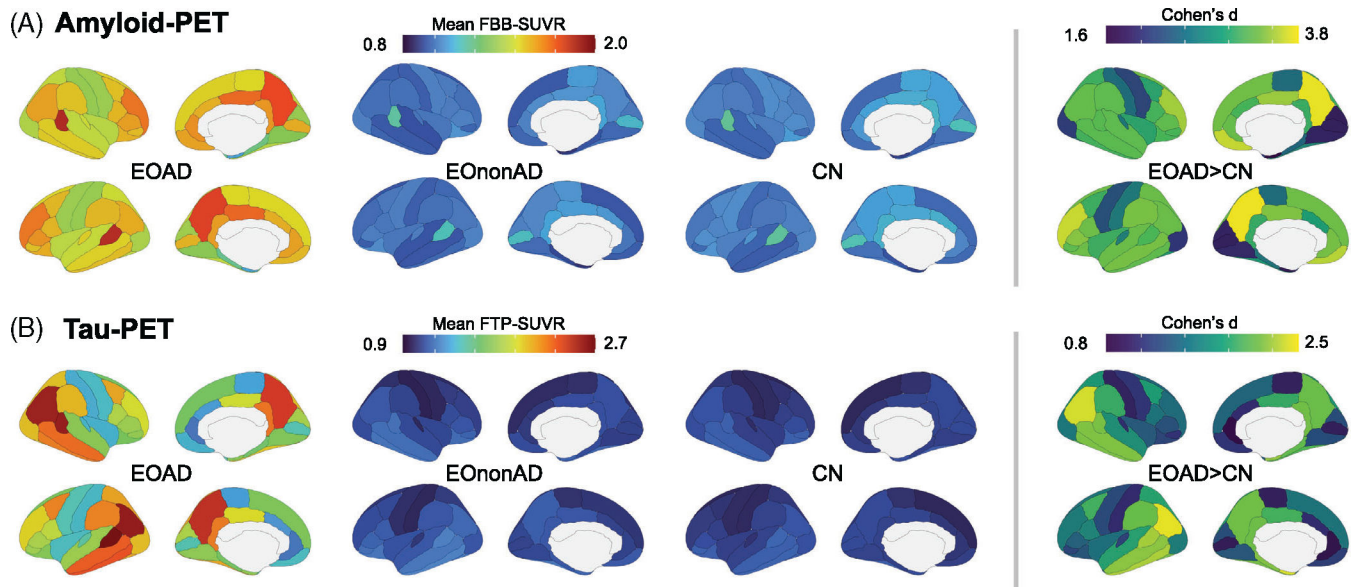 (A) Amyloid-PET
Mean FBB-SUVR
0.8 2.0
Cohen's d
1.6 3.8
EOAD EOnonAD CN EOAD>CN
(B) Tau-PET
Mean FTP-SUVR
0.9 2.7
Cohen's d
0.8 2.5
EOAD EOnonAD CN EOAD>CN